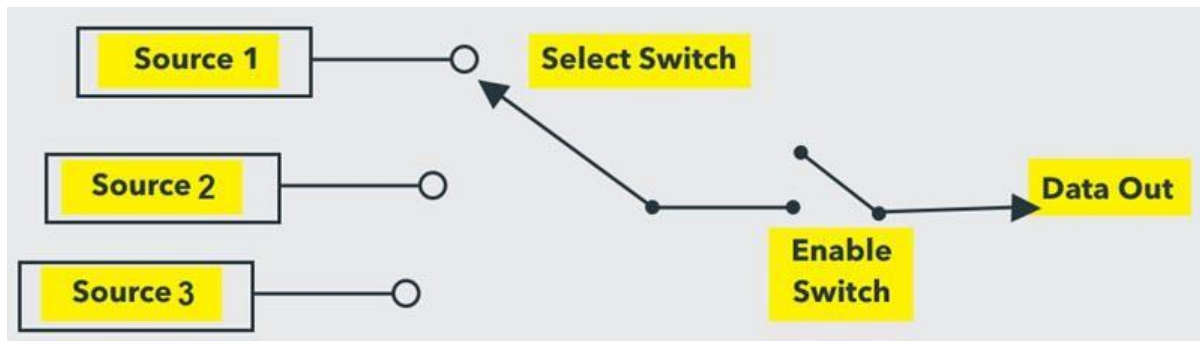 Source 1
Select Switch
Source 2
Data Out
Enable
Switch
Source 3